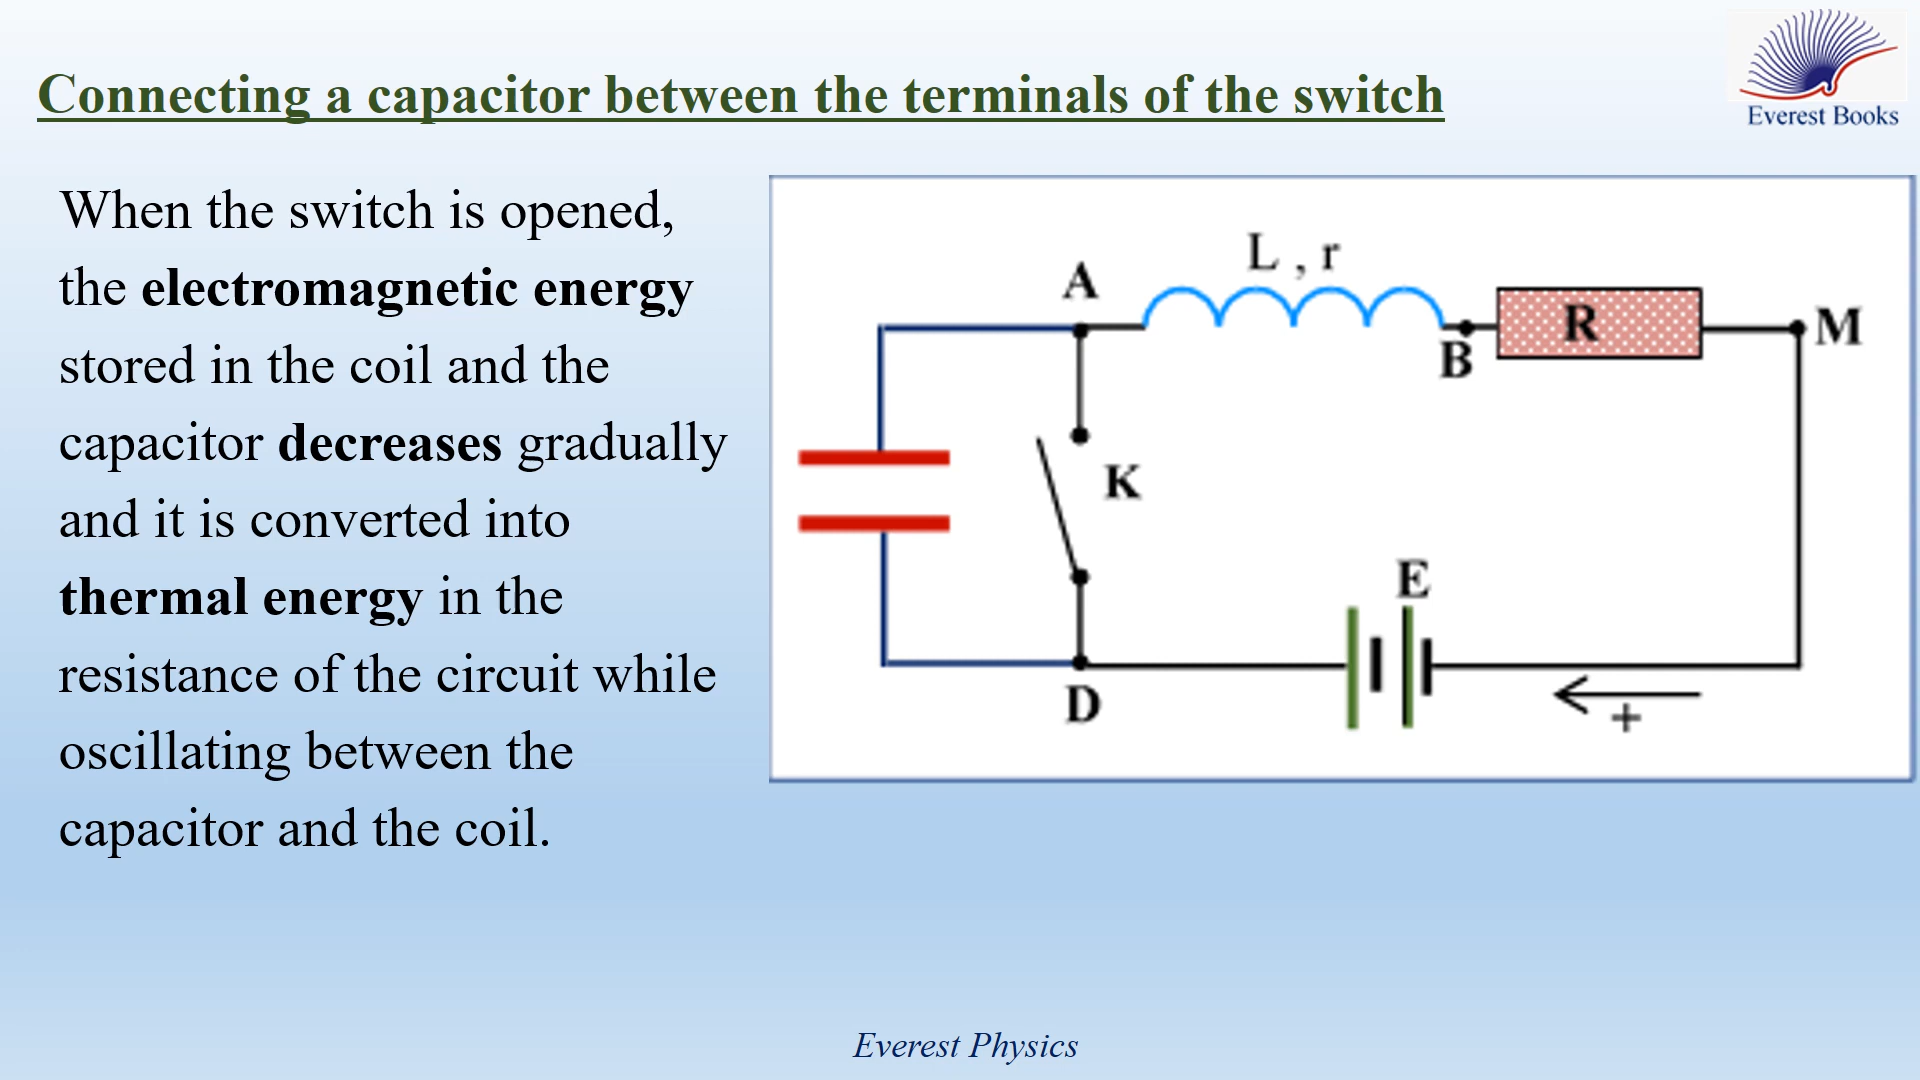 Connecting a capacitor between the terminals of the switch
Everest Books
When the switch is opened,
the electromagnetic energy
stored in the coil and the
capacitor decreases gradually
and it is converted into
thermal energy in the
resistance of the circuit while
oscillating between the
capacitor and the coil.
L , r
A
B
R
M
K
E
D
+
Everest Physics